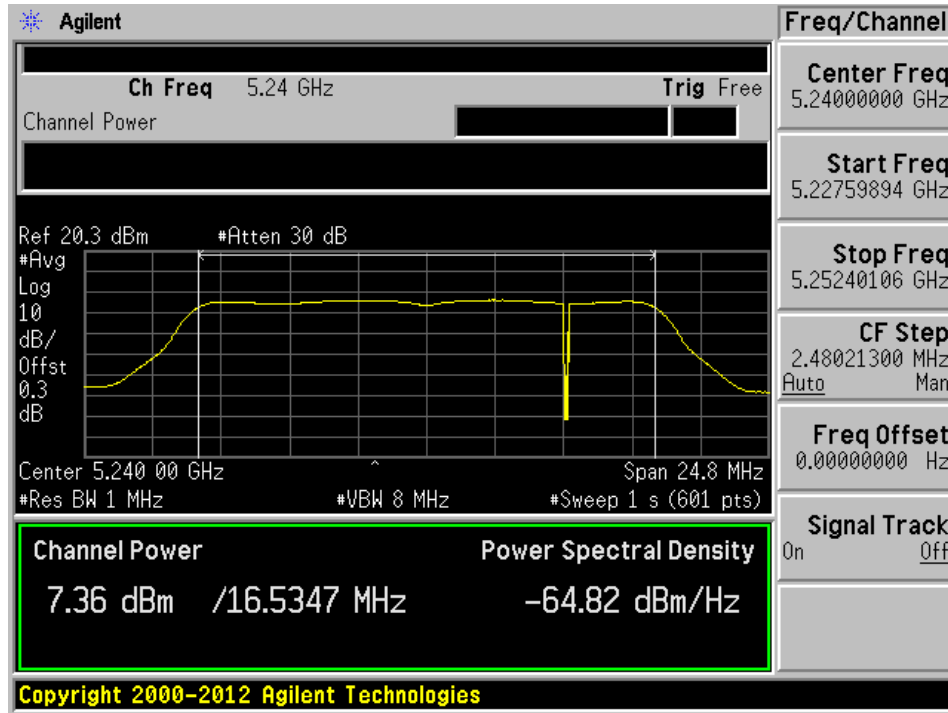 Agilent
Freq/Channel
Ch Freq 5.24 GHz Trig Free
Channel Power
Center Freq
5.24000000 GHz
Start Freq
5.22759894 GHz
Stop Freq
5.25240106 GHz
CF Step
2.48021300 MHz
Auto Man
Freq Offset
0.00000000 Hz
Signal Track
On Off
Ref 20.3 dBm #Atten 30 dB
#Avg
Log
10
dB/
Offst
0.3
dB
Center 5.240 00 GHz Span 24.8 MHz
#Res BW 1 MHz #VBW 8 MHz #Sweep 1 s (601 pts)
Channel Power Power Spectral Density
7.36 dBm /16.5347 MHz -64.82 dBm/Hz
Copyright 2000-2012 Agilent Technologies